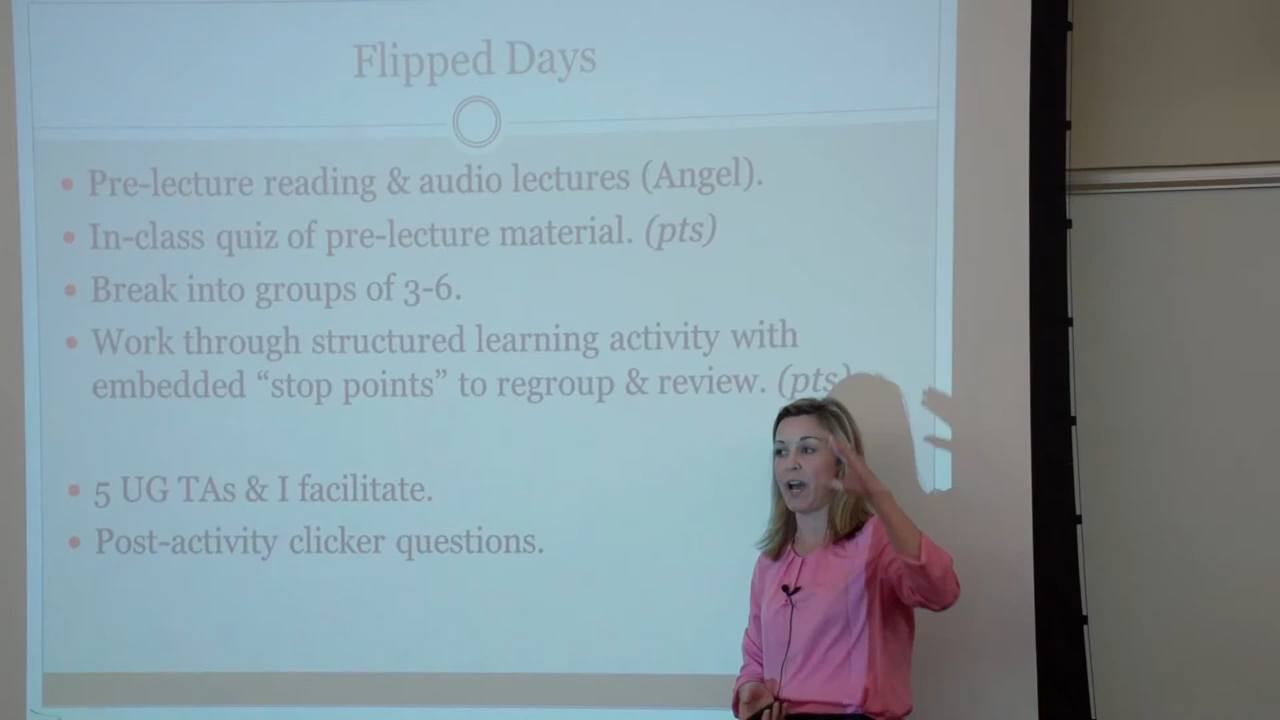 Flipped Days
• Pre-lecture reading & audio lectures (Angel).
• In-class quiz of pre-lecture material. (pts)
• Break into groups of 3-6.
• Work through structured learning activity with
embedded “stop points” to regroup & review. (pts)
• 5 UG TAs & I facilitate.
• Post-activity clicker questions.